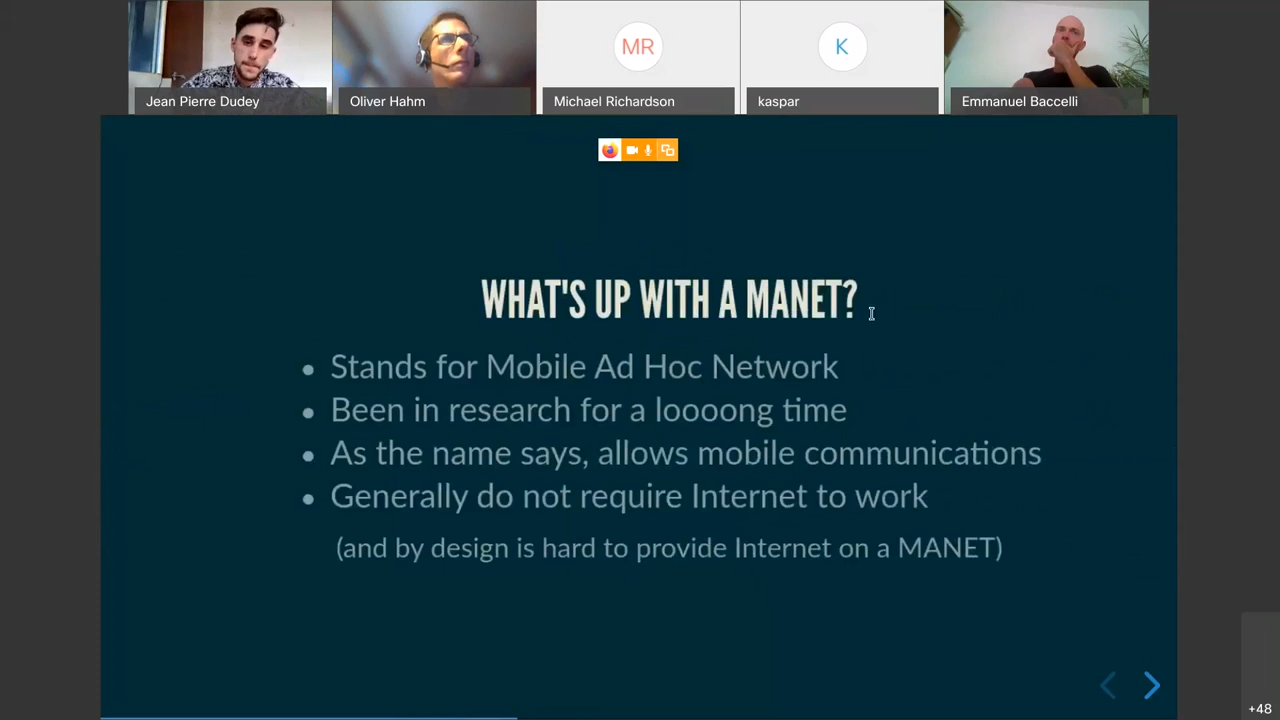 MR
K
Jean Pierre Dudey
Oliver Hahm
Michael Richardson
kaspar
Emmanuel Baccelli
WHAT'S UP WITH A MANET?
Stands for Mobile Ad Hoc Network
Been in research for a loooong time
As the name says, allows mobile communications
Generally do not require Internet to work
(and by design is hard to provide Internet on a MANET)
+48